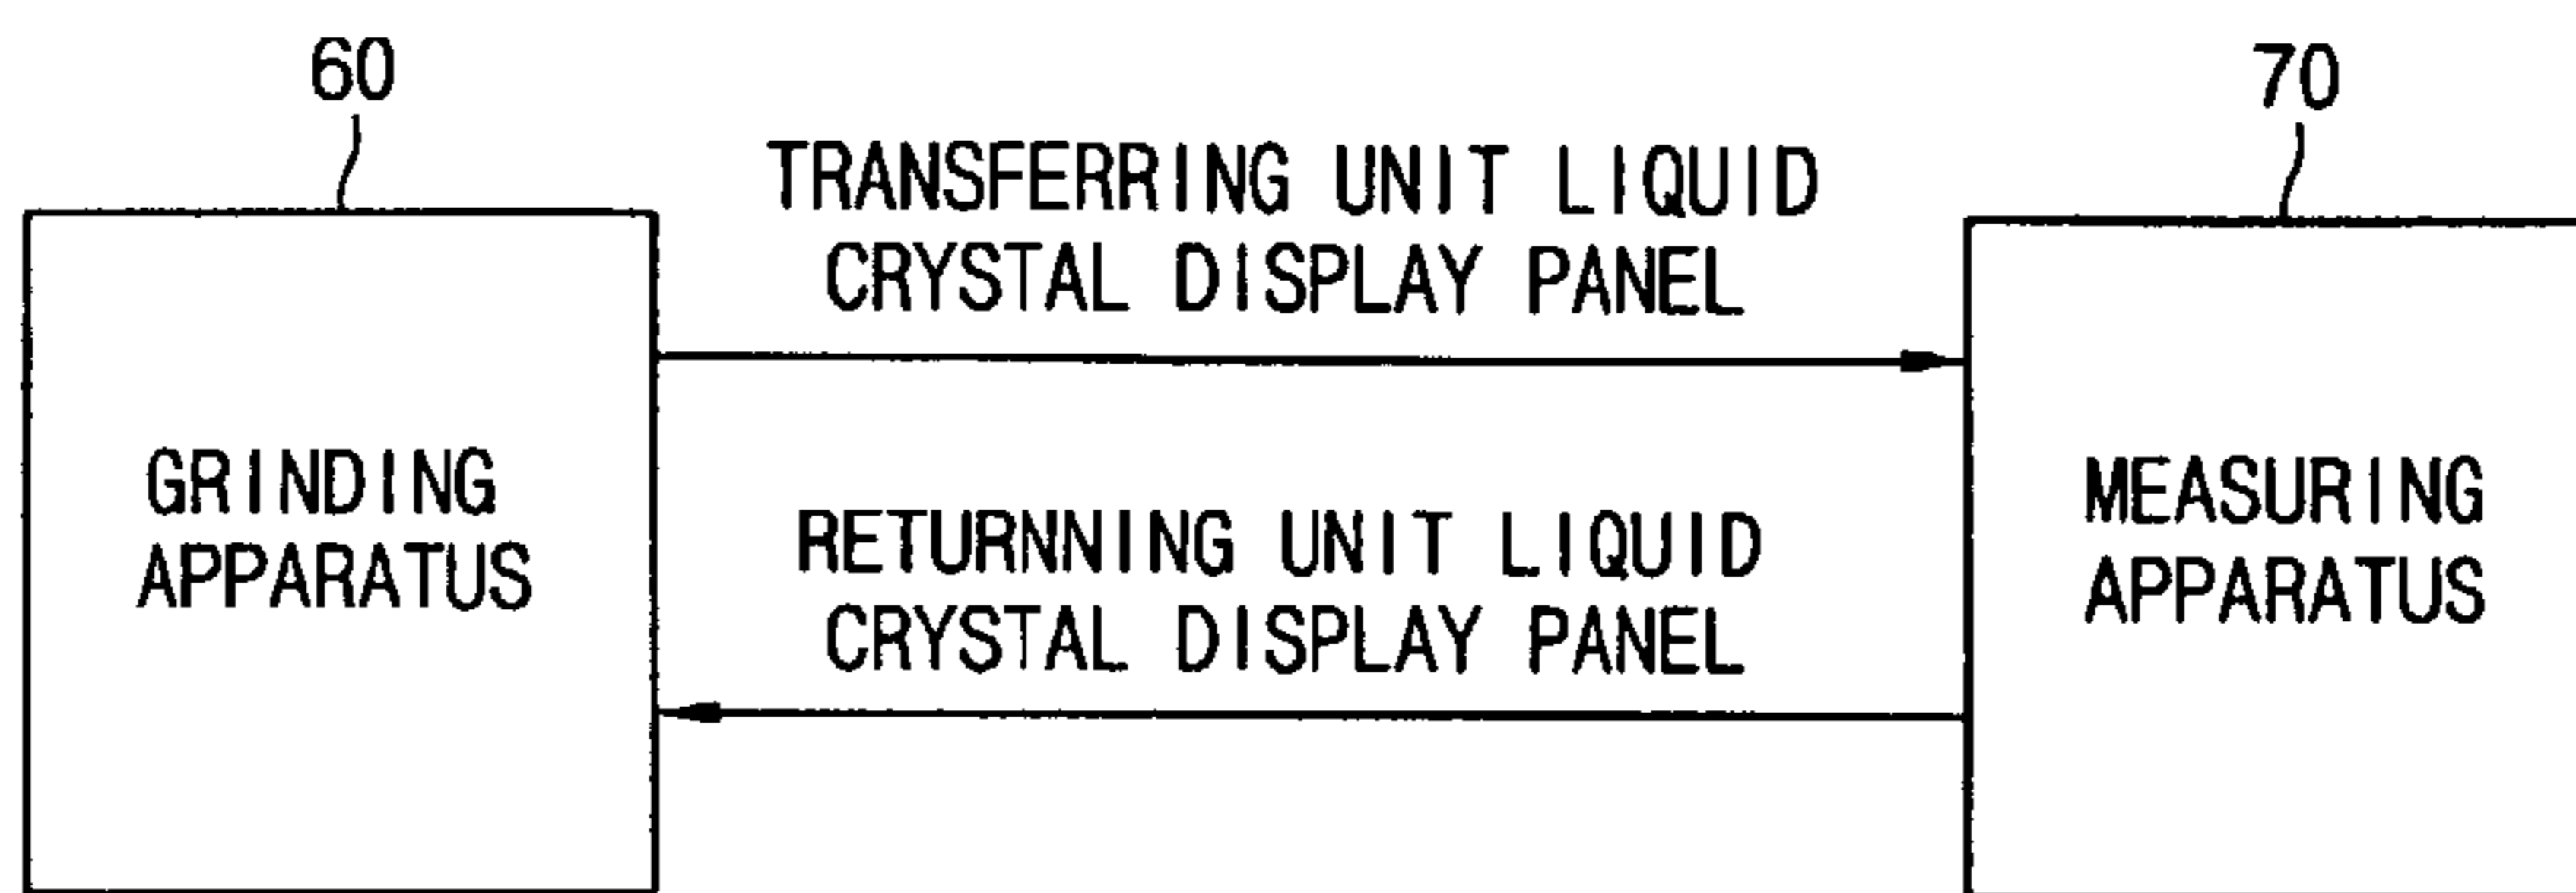 60
70
TRANSFERRING UNIT LIQUID
CRYSTAL DISPLAY PANEL
GRINDING
APPARATUS
RETURNNING UNIT LIQUID
CRYSTAL DISPLAY PANEL
MEASURING
APPARATUS